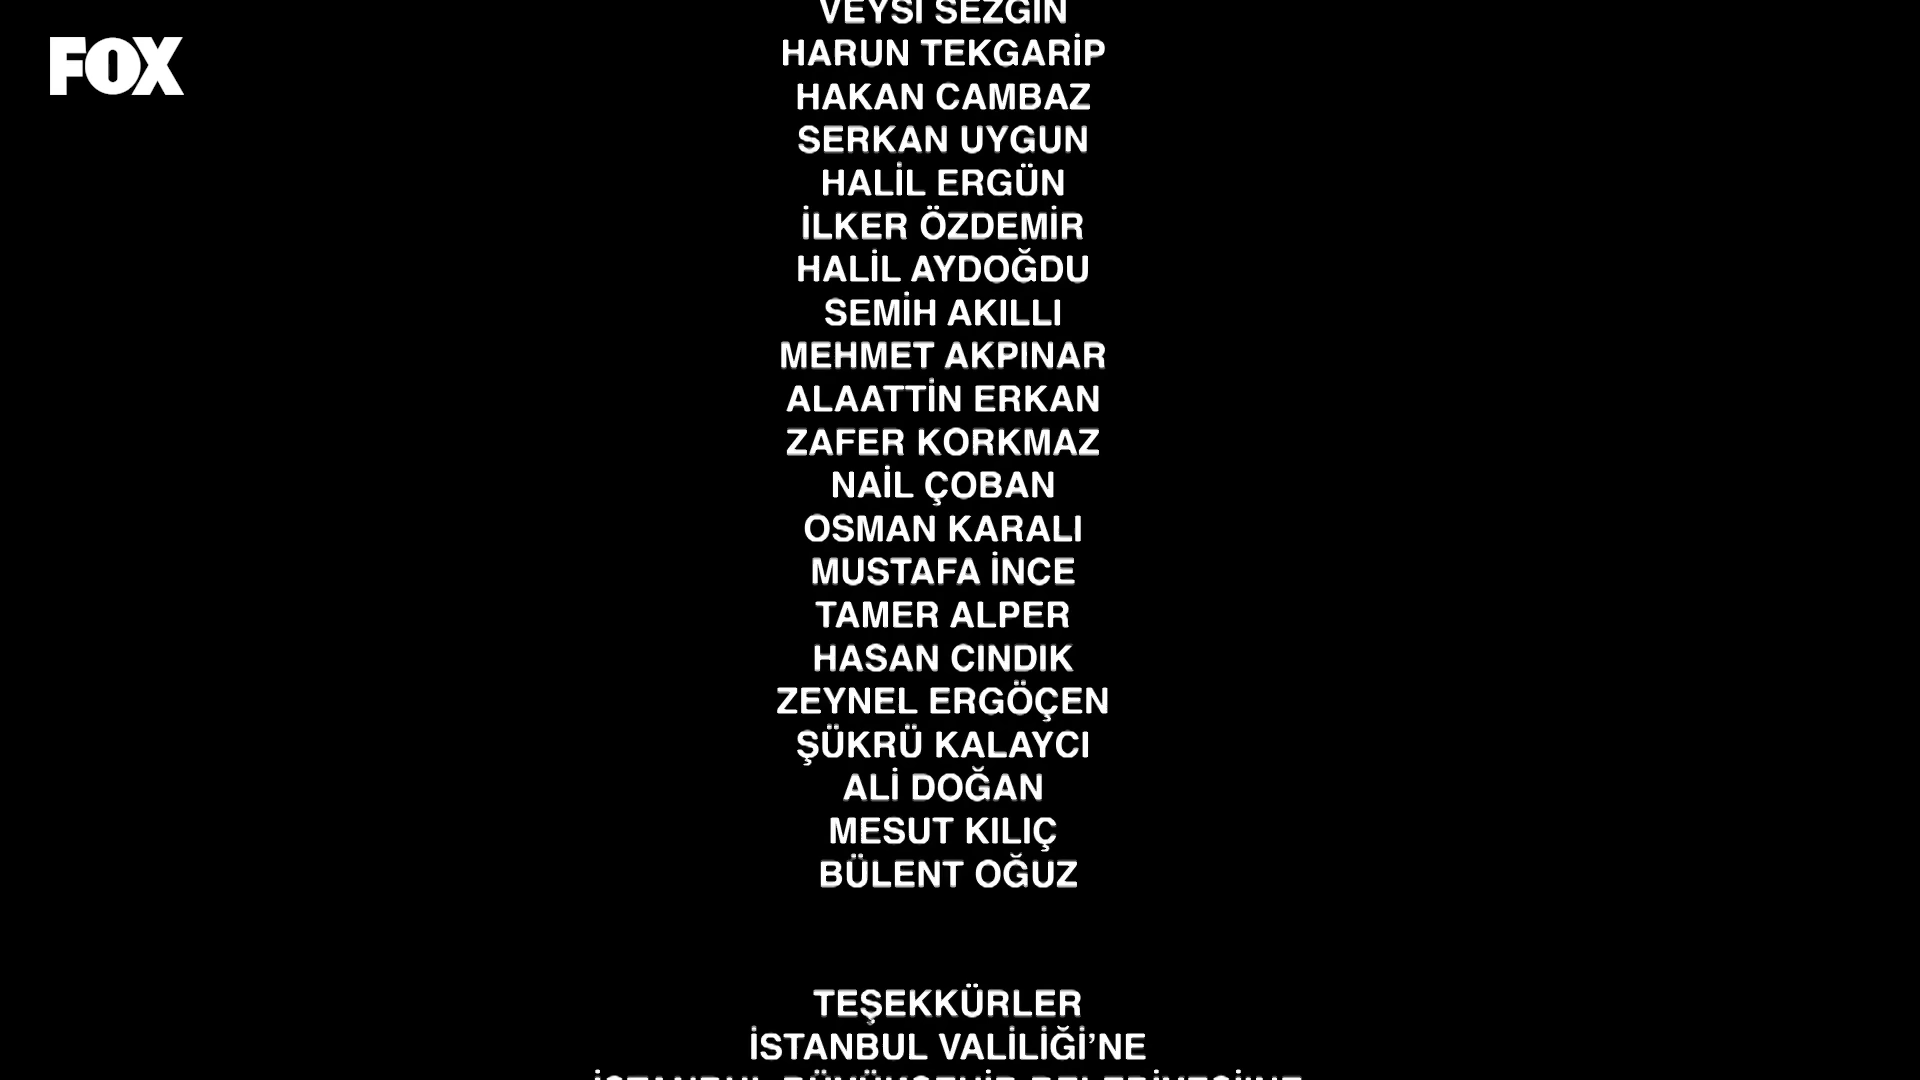 FOX
VEYSİ SEZGİN
HARUN TEKGARİP
HAKAN CAMBAZ
SERKAN UYGUN
HALİL ERGÜN
İLKER ÖZDEMİR
HALİL AYDOĞDU
SEMİH AKILLI
MEHMET AKPINAR
ALAATTİN ERKAN
ZAFER KORKMAZ
NAİL ÇOBAN
OSMAN KARALI
MUSTAFA İNCE
TAMER ALPER
HASAN CINDIK
ZEYNEL ERGÖÇEN
ŞÜKRÜ KALAYCI
ALİ DOĞAN
MESUT KILIÇ
BÜLENT OĞUZ
TEŞEKKÜRLER
İSTANBUL VALİLİĞİ’NE